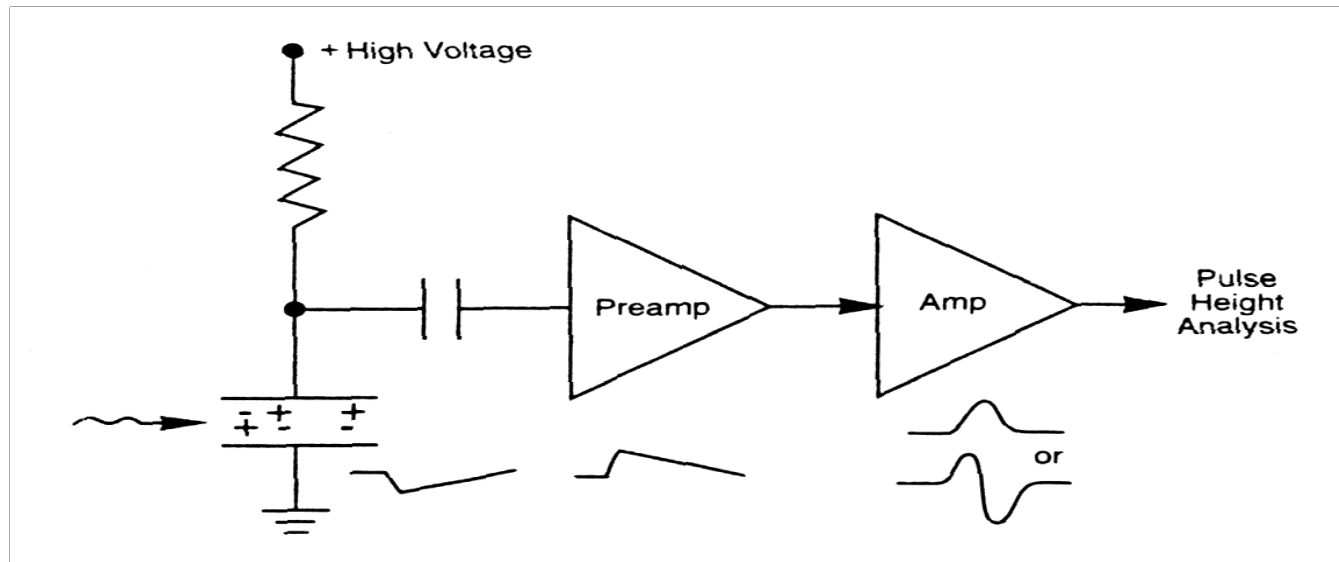 + High Voltage
Preamp
Amp
Pulse
Height
Analysis
- + +
+ - -
or